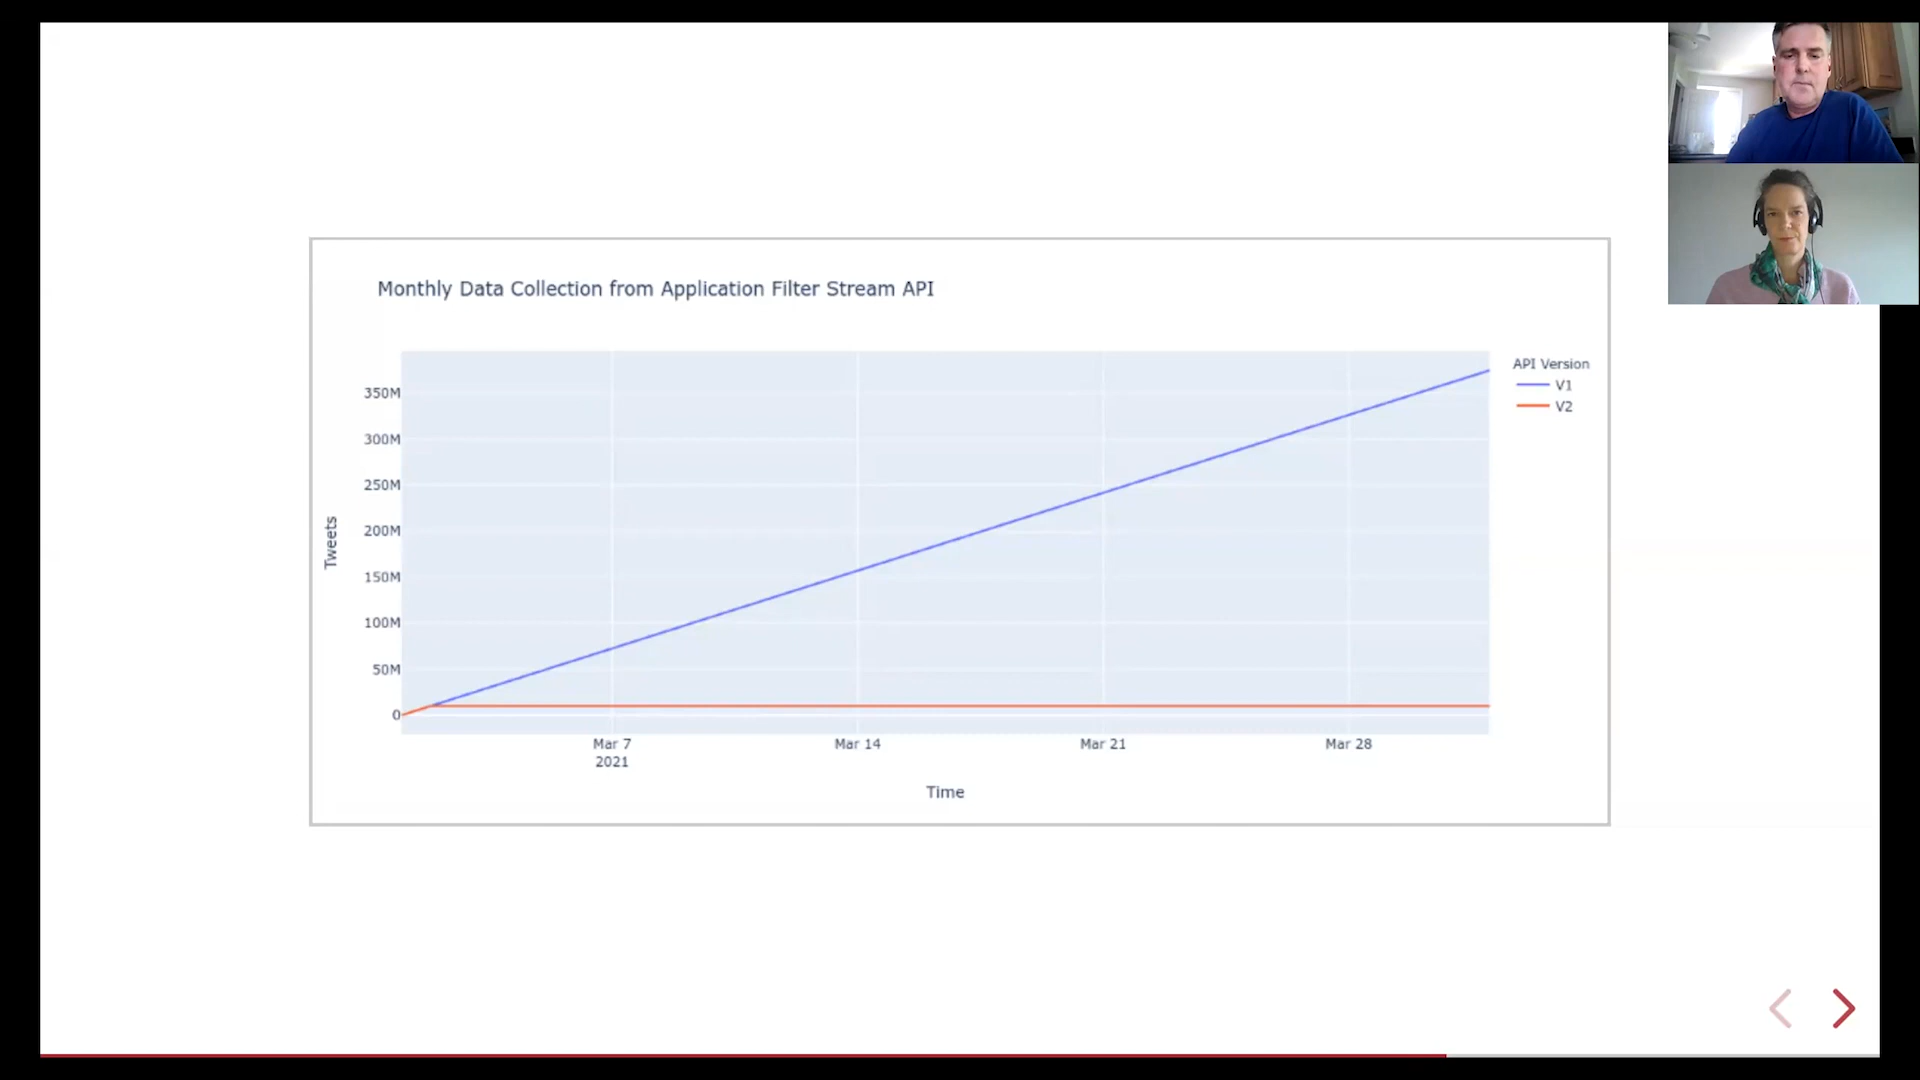 Monthly Data Collection from Application Filter Stream API
API Version
V1
V2
350M
300M
250M
200M
150M
100M
50M
0
Tweets
Mar 7
2021
Mar 14
Mar 21
Mar 28
Time